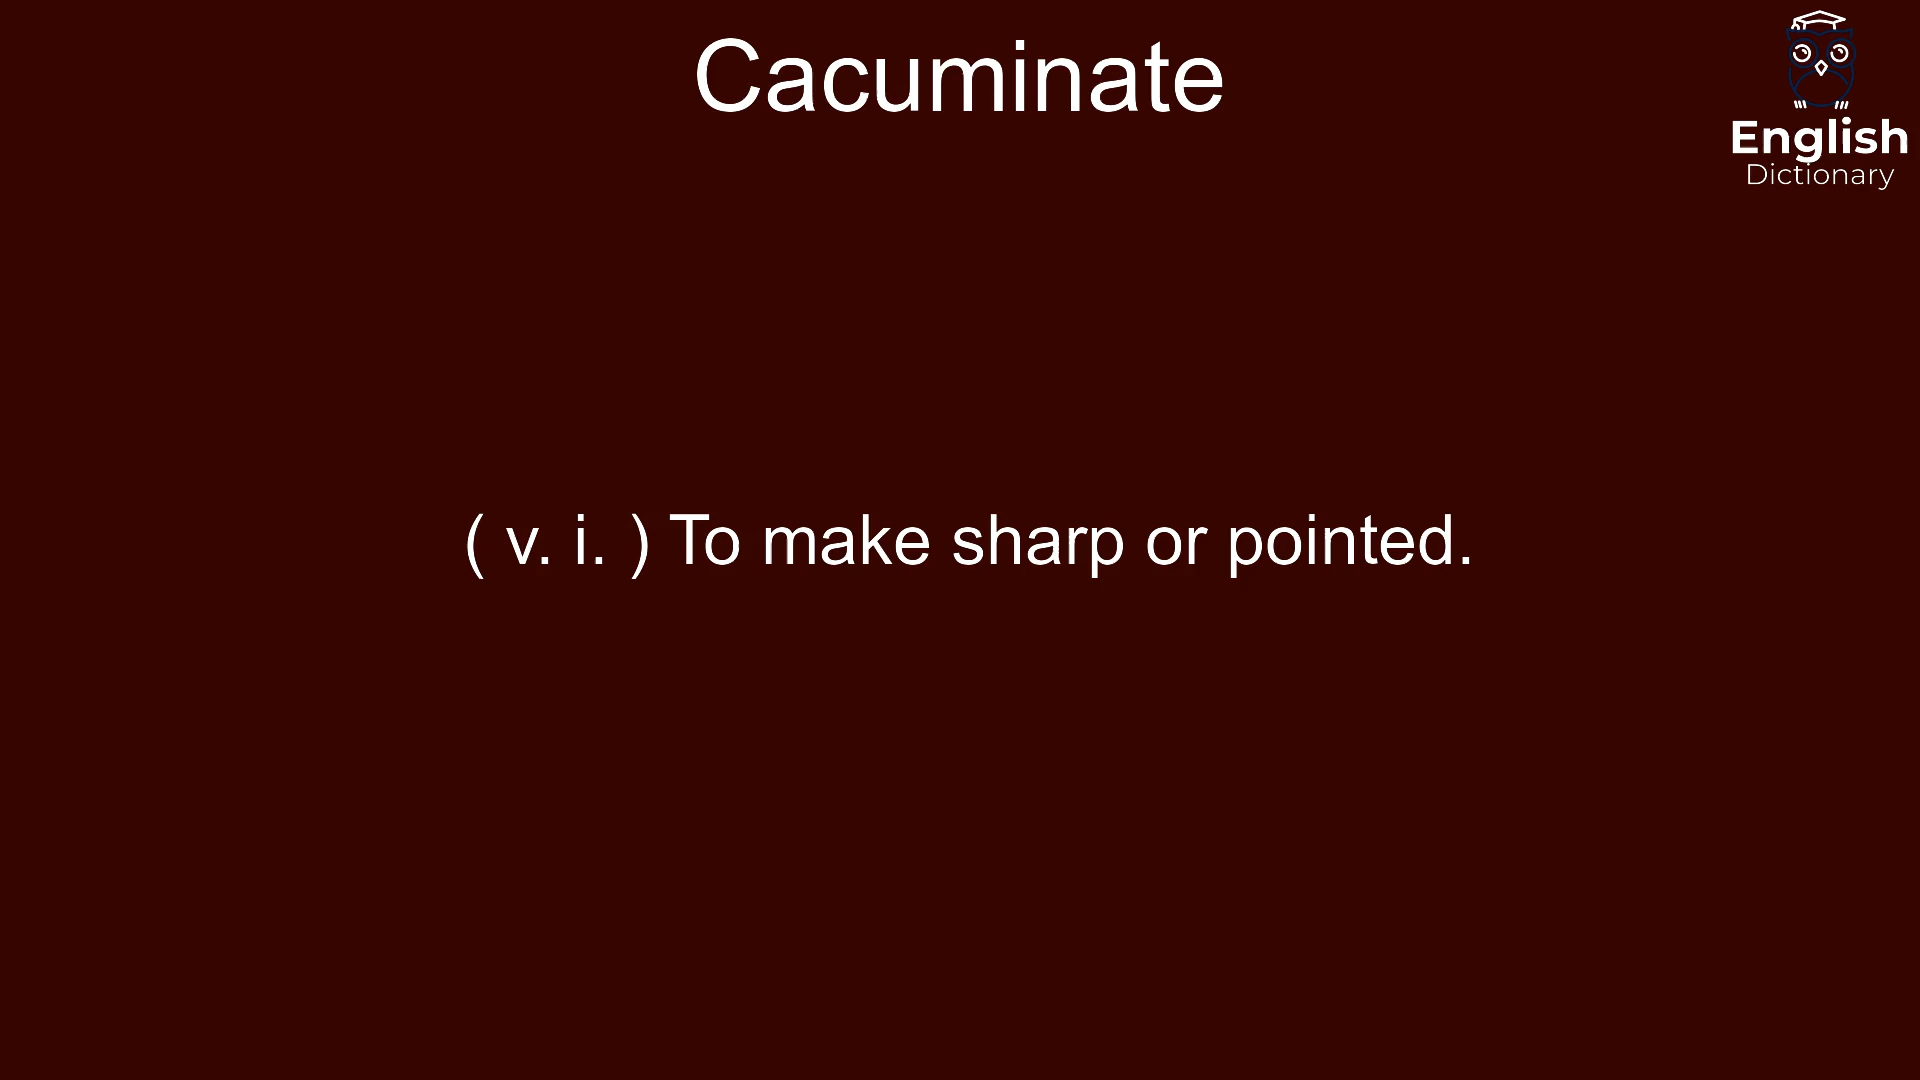 Cacuminate
English
Dictionary
( v. i. ) To make sharp or pointed.